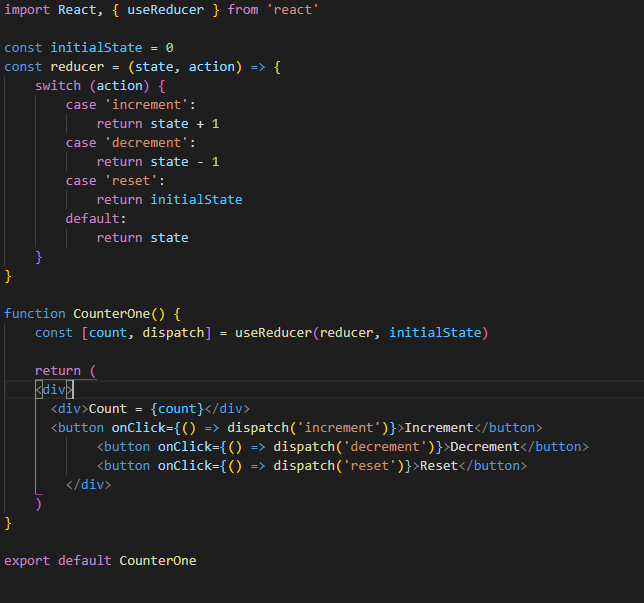 import React, { useReducer } from 'react'

const initialState = 0
const reducer = (state, action) => {
    switch (action) {
        case 'increment':
            return state + 1
        case 'decrement':
            return state - 1
        case 'reset':
            return initialState
        default:
            return state
    }
}

function CounterOne() {
    const [count, dispatch] = useReducer(reducer, initialState)

    return (
    <div>
      <div>Count = {count}</div>
      <button onClick={() => dispatch('increment')}>Increment</button>
            <button onClick={() => dispatch('decrement')}>Decrement</button>
            <button onClick={() => dispatch('reset')}>Reset</button>
        </div>
    )
}

export default CounterOne